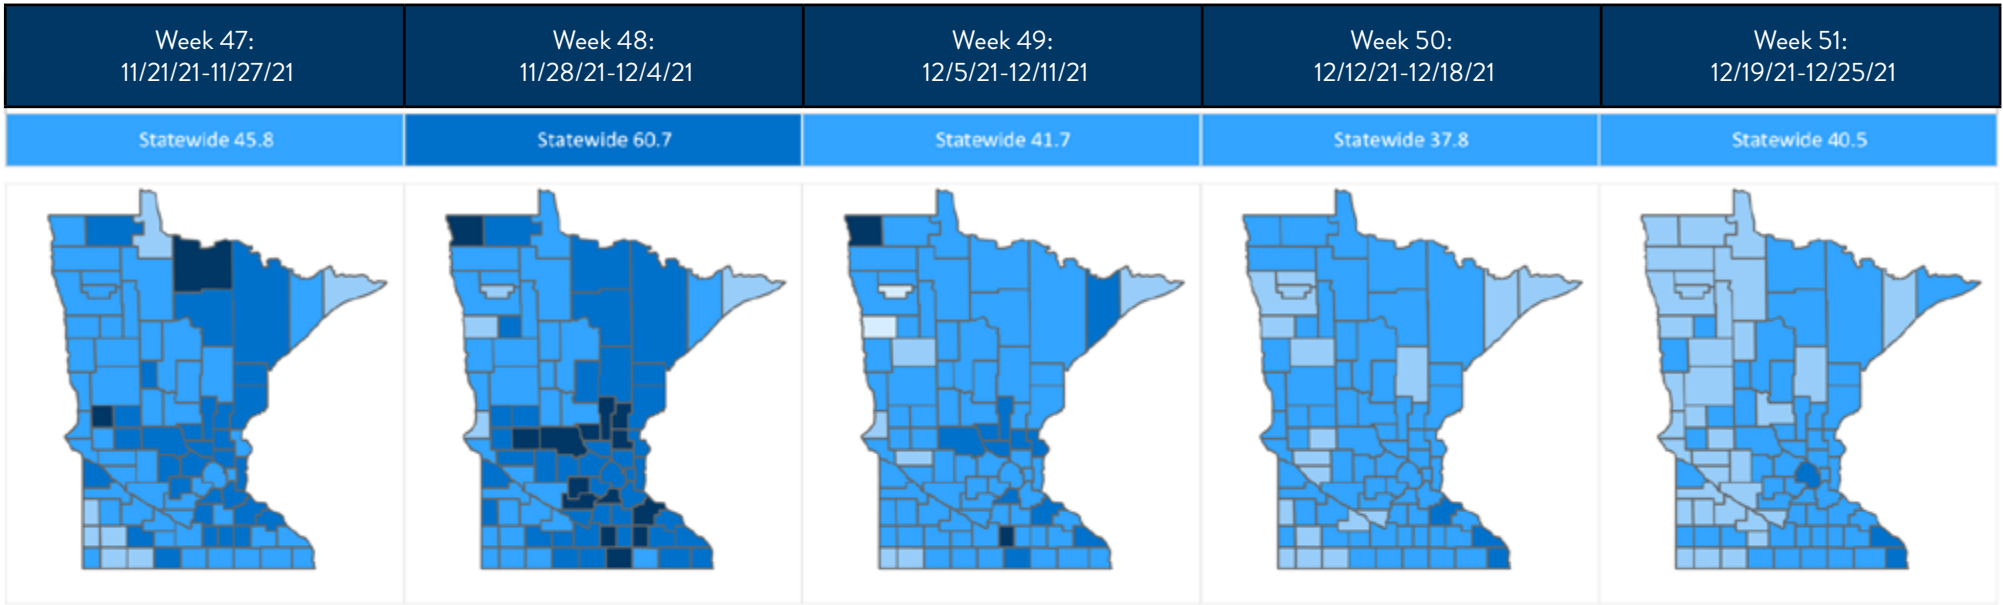 Week 47:
11/21/21-11/27/21
Week 48:
11/28/21-12/4/21
Week 49:
12/5/21-12/11/21
Week 50:
12/12/21-12/18/21
Week 51:
12/19/21-12/25/21
Statewide 45.8
Statewide 60.7
Statewide 41.7
Statewide 37.8
Statewide 40.5